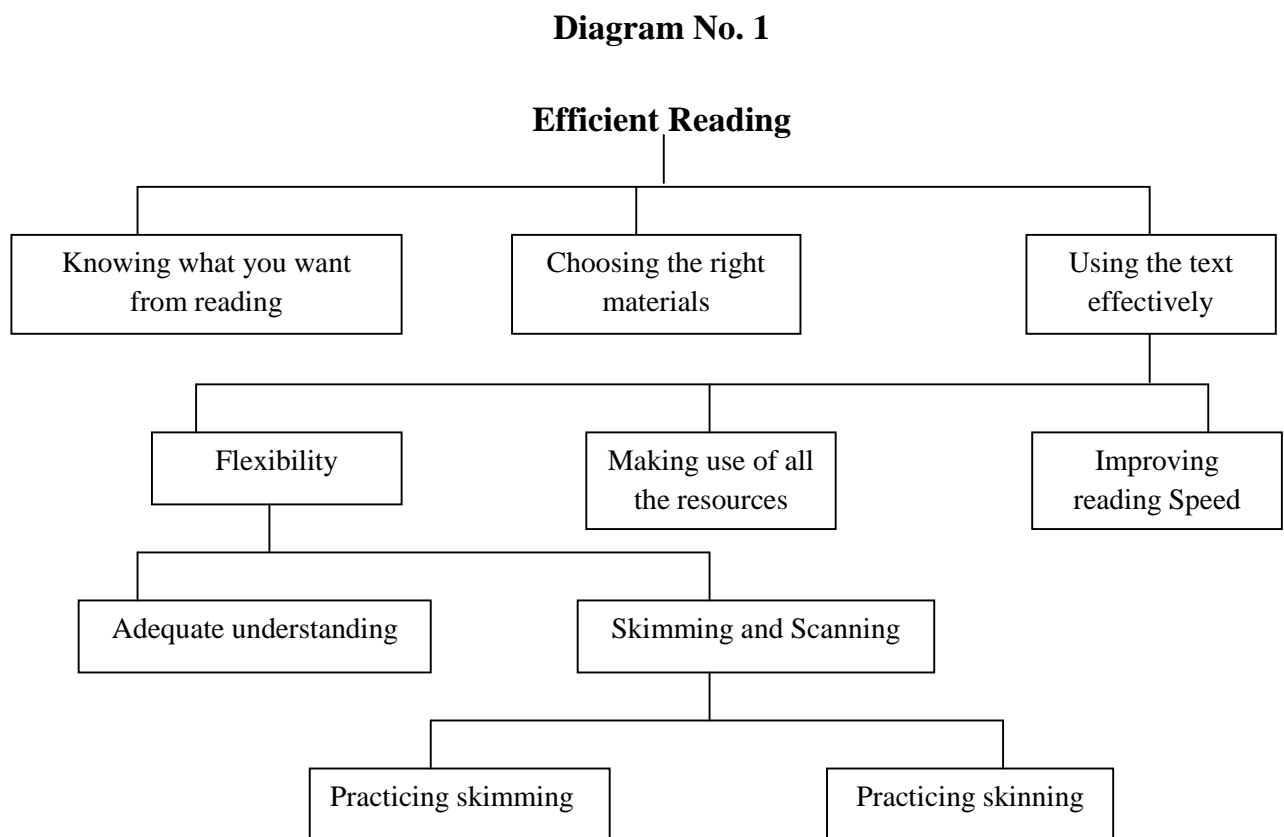 Diagram No. 1
Efficient Reading
Knowing what you want
from reading
Choosing the right
materials
Using the text
effectively
Flexibility
Making use of all
the resources
Improving
reading Speed
Adequate understanding
Skimming and Scanning
Practicing skimming
Practicing skinning